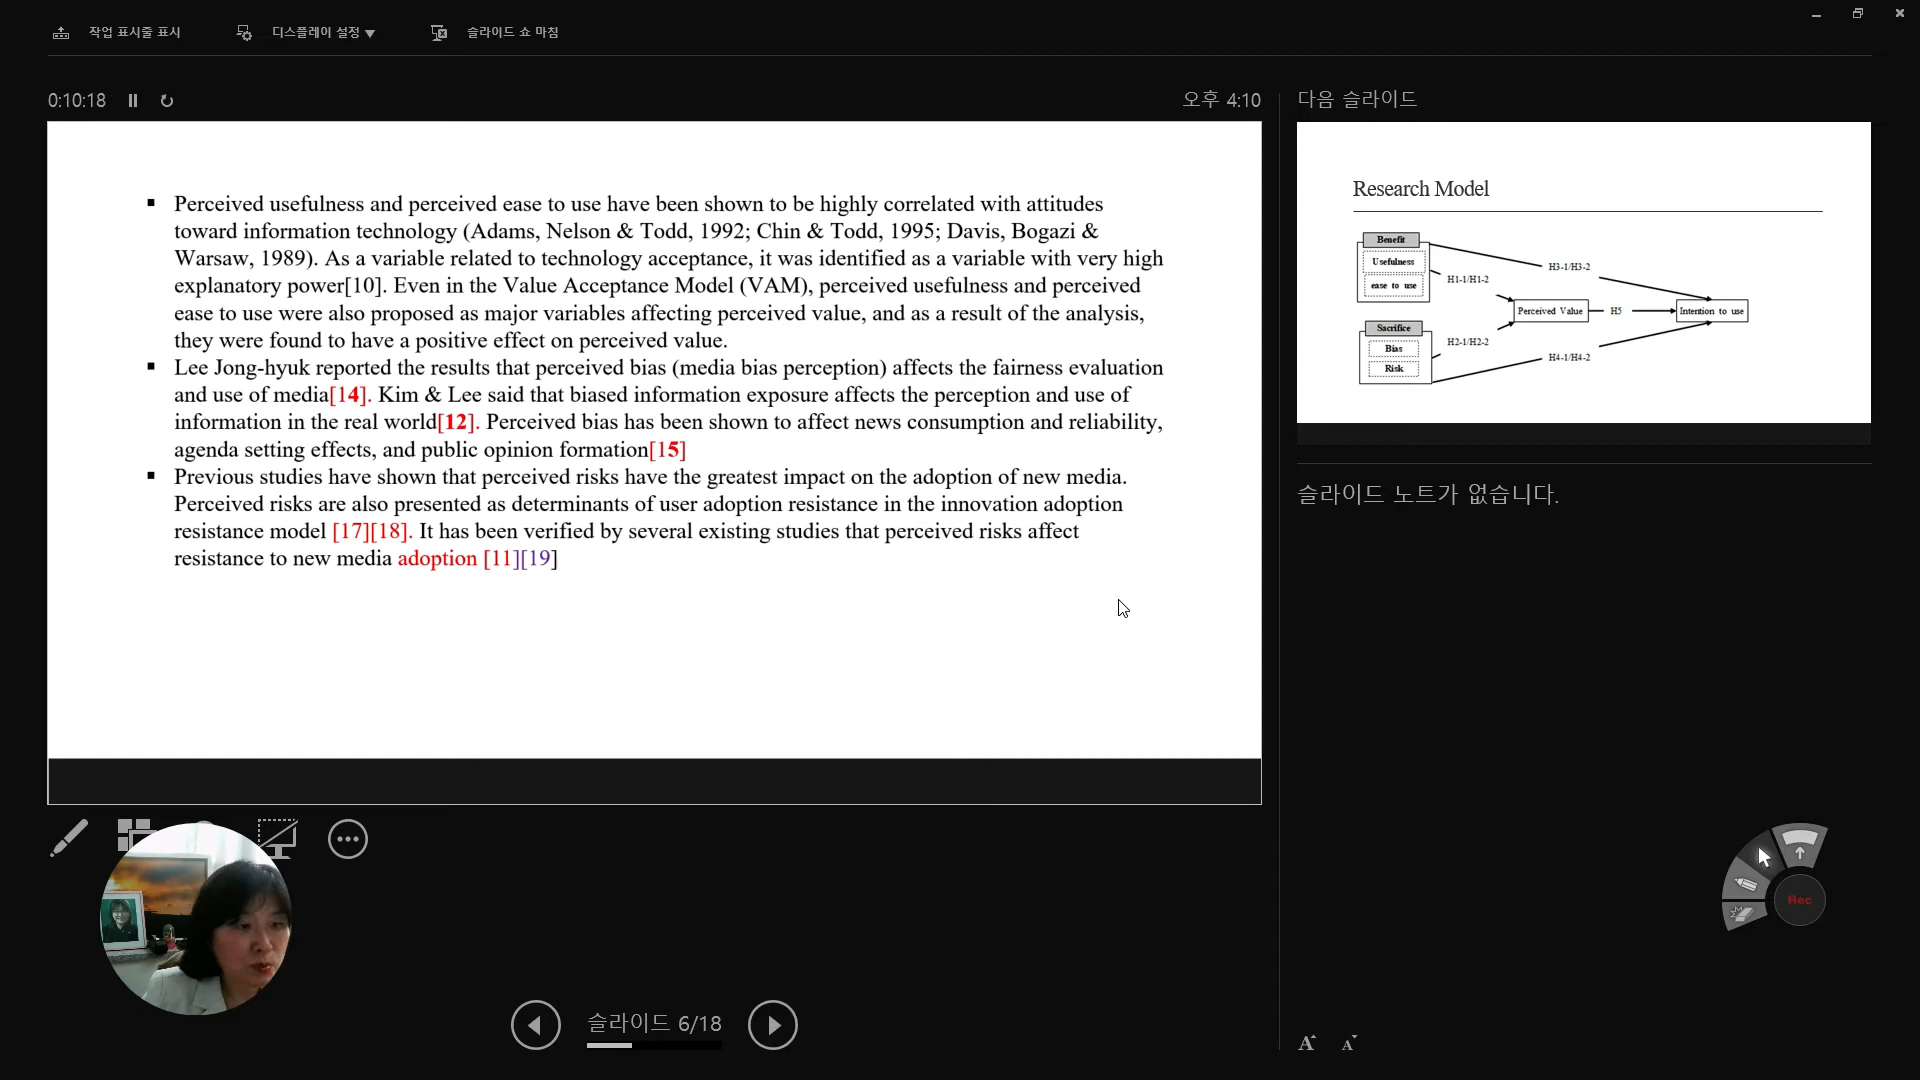 작업 표시줄 표시
디스플레이 설정 ▼
슬라이드 쇼 마침
0:10:18
오후 4:10
다음 슬라이드
▪ Perceived usefulness and perceived ease to use have been shown to be highly correlated with attitudes
toward information technology (Adams, Nelson & Todd, 1992; Chin & Todd, 1995; Davis, Bogazi &
Warsaw, 1989). As a variable related to technology acceptance, it was identified as a variable with very high
explanatory power[10]. Even in the Value Acceptance Model (VAM), perceived usefulness and perceived
ease to use were also proposed as major variables affecting perceived value, and as a result of the analysis,
they were found to have a positive effect on perceived value.
▪ Lee Jong-hyuk reported the results that perceived bias (media bias perception) affects the fairness evaluation
and use of media[14]. Kim & Lee said that biased information exposure affects the perception and use of
information in the real world[12]. Perceived bias has been shown to affect news consumption and reliability,
agenda setting effects, and public opinion formation[15]
▪ Previous studies have shown that perceived risks have the greatest impact on the adoption of new media.
Perceived risks are also presented as determinants of user adoption resistance in the innovation adoption
resistance model [17][18]. It has been verified by several existing studies that perceived risks affect
resistance to new media adoption [11][19]
Research Model
Benefit
Usefulness
ease to use
H1-1/H1-2
H3-1/H3-2
Perceived Value
H5
Intention to use
Sacrifice
Bias
Risk
H2-1/H2-2
H4-1/H4-2
슬라이드 노트가 없습니다.
Rec
슬라이드 6/18
A A